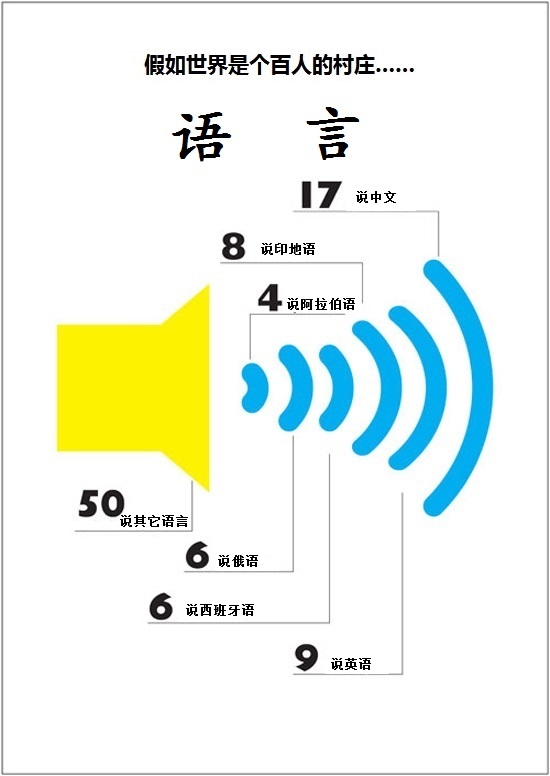 假如世界是个百人的村庄……
语 言
17 说中文
8 说印地语
4 说阿拉伯语
50 说其它语言
6 说俄语
6 说西班牙语
9 说英语